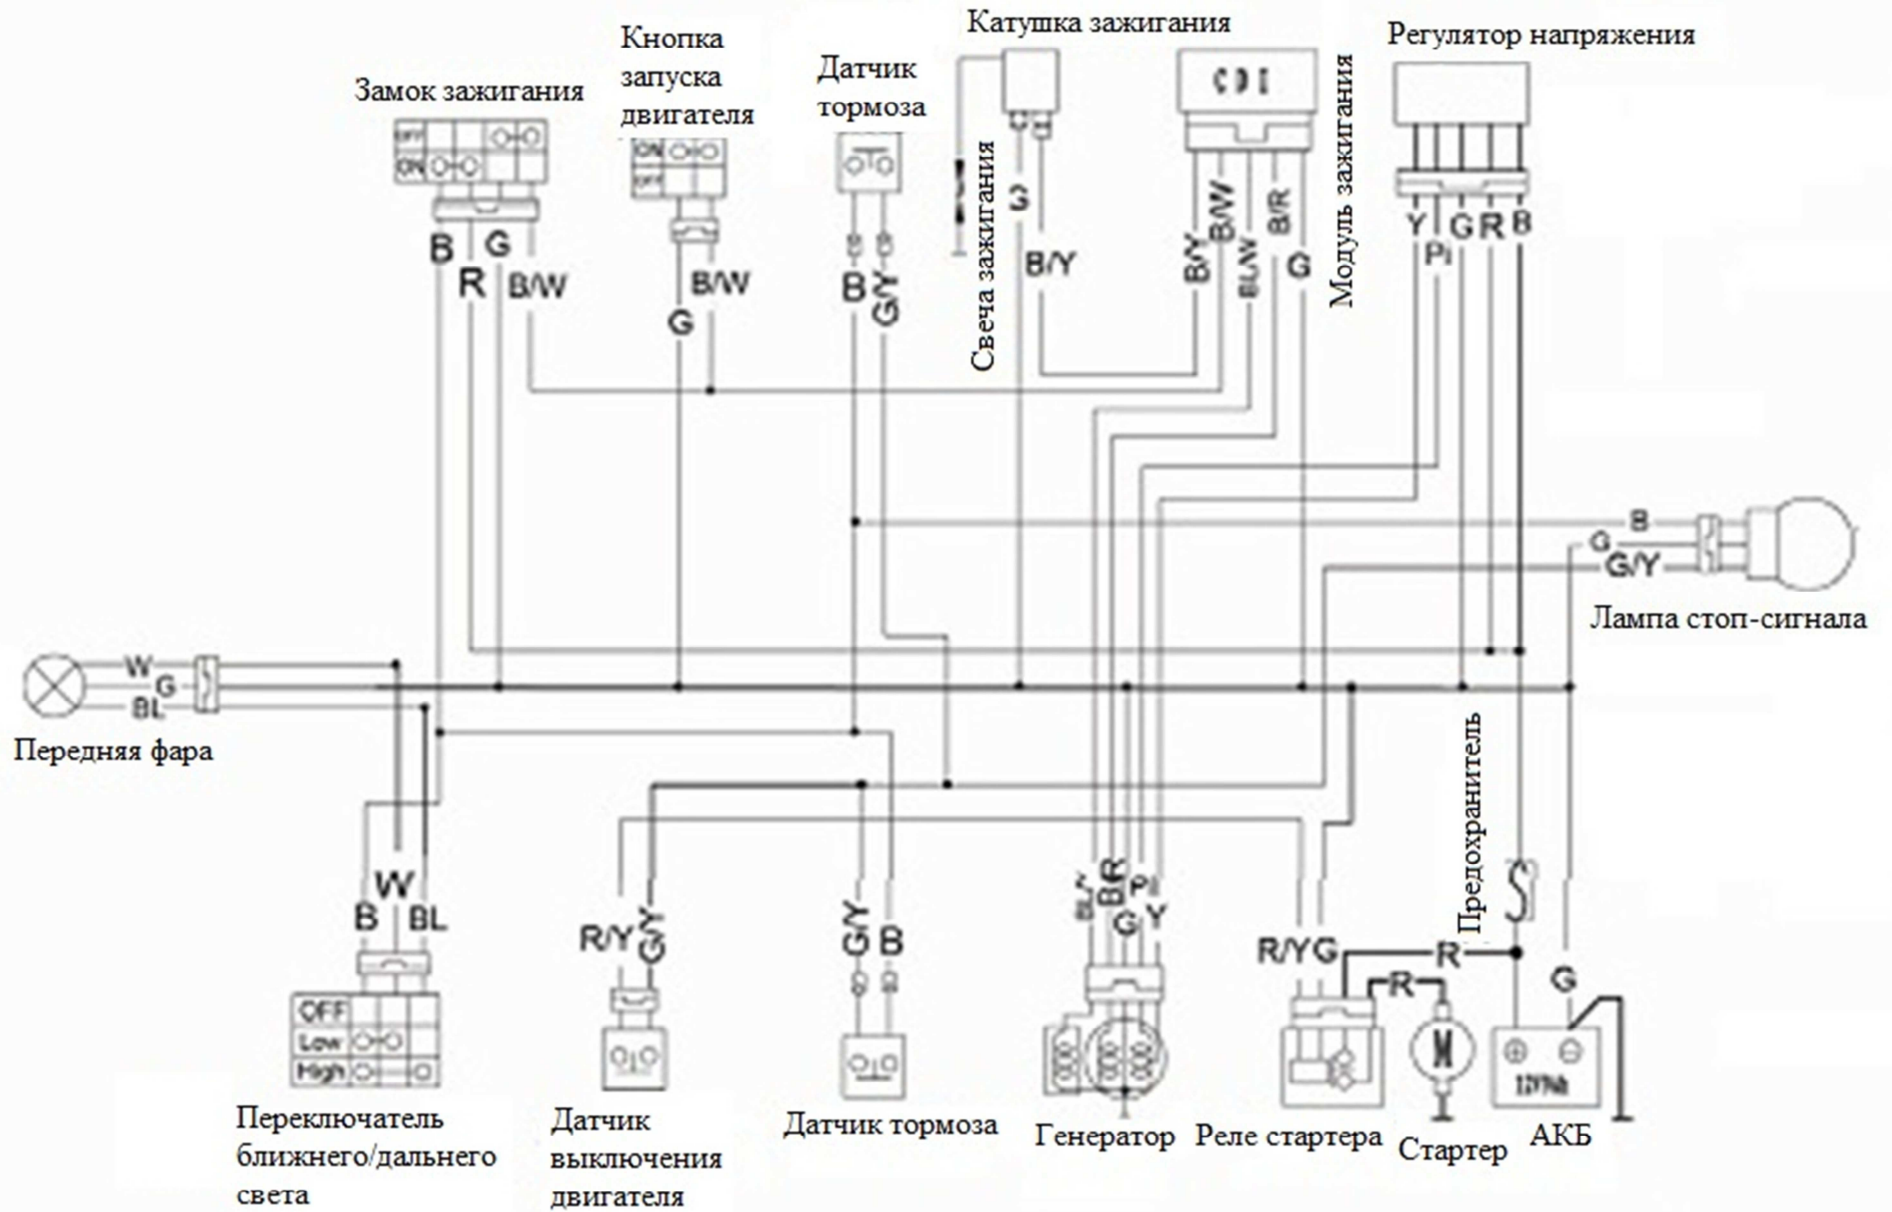 Катушка зажигания
Кнопка
запуска
двигателя
Регулятор напряжения
Датчик
тормоза
Замок зажигания
CDI
Модуль зажигания
Свеча зажигания
OFF
ON
ON
OFF
B
R
G
B/W
G
B/W
B
G/Y
G
B/Y
B/Y
B/W
BL/W
B/R
G
Y
Pi
G
R
B
B
G
G/Y
Лампа стоп-сигнала
W
G
BL
Передняя фара
Предохранитель
B
W
BL
R/Y
G/Y
G/Y
B
G
Pi
Y
R/Y
G
R
R
G
OFF
Low
High
M
Переключатель
ближнего/дальнего
света
Датчик
выключения
двигателя
Датчик тормоза
Генератор
Реле стартера
Стартер
АКБ